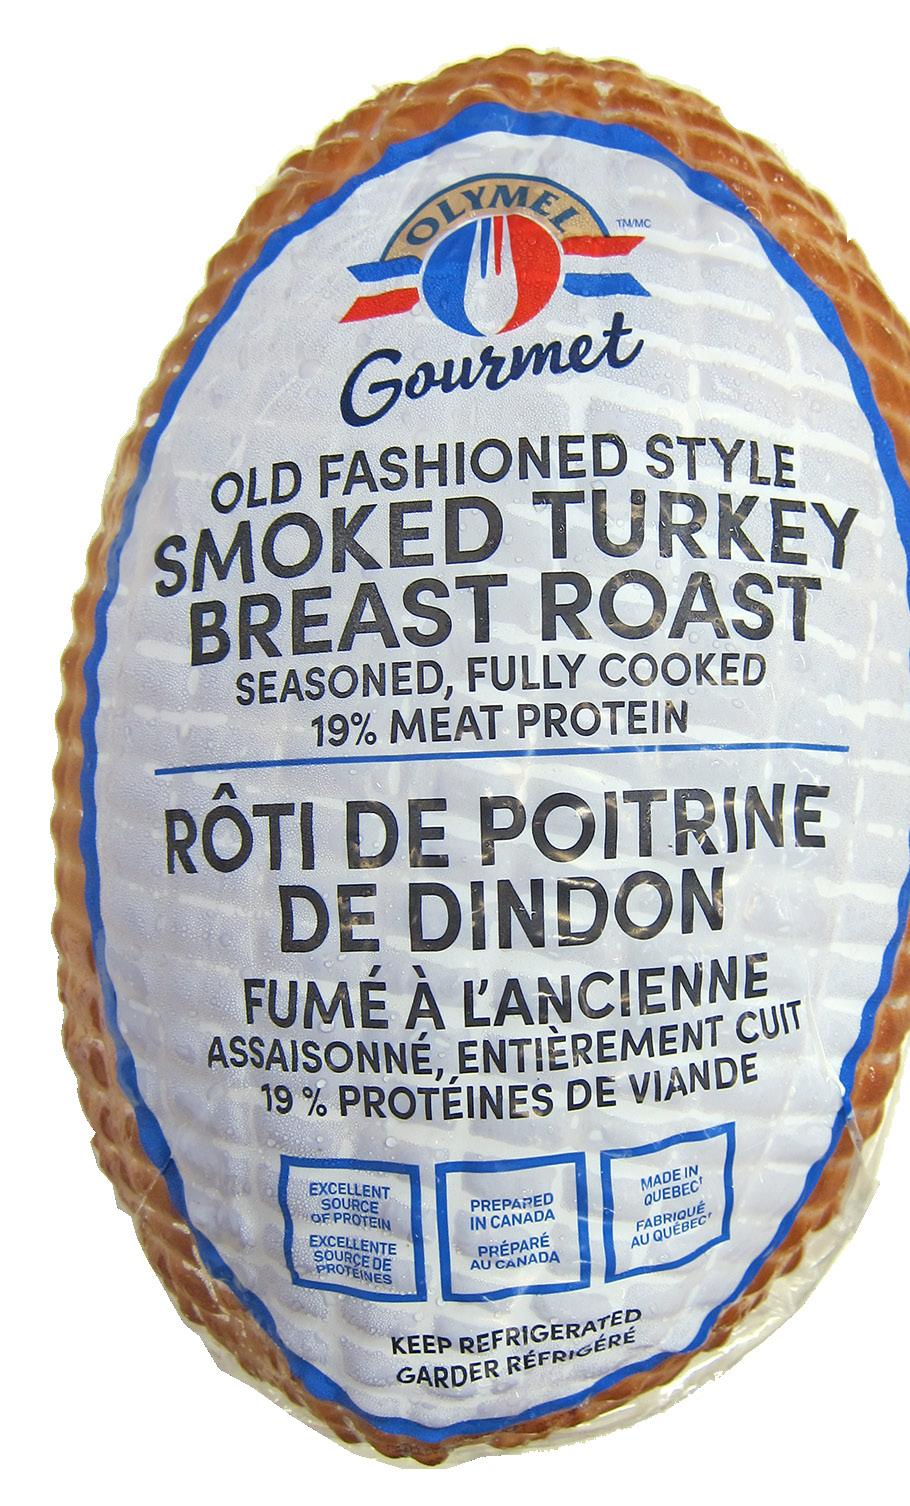 OLYMEL
TM/MC
Gourmet
OLD FASHIONED STYLE
SMOKED TURKEY
BREAST ROAST
SEASONED, FULLY COOKED
19% MEAT PROTEIN
RÔTI DE POITRINE
DE DINDON
FUMÉ À L'ANCIENNE
ASSAISONNÉ, ENTIÈREMENT CUIT
19 % PROTÉINES DE VIANDE
EXCELLENT
SOURCE
OF PROTEIN
EXCELLENTE
SOURCE DE
PROTÉINES
PREPARED
IN CANADA
PRÉPARÉ
AU CANADA
MADE IN
QUEBEC†
FABRIQUÉ
AU QUÉBEC†
KEEP REFRIGERATED
GARDER RÉFRIGÉRÉ